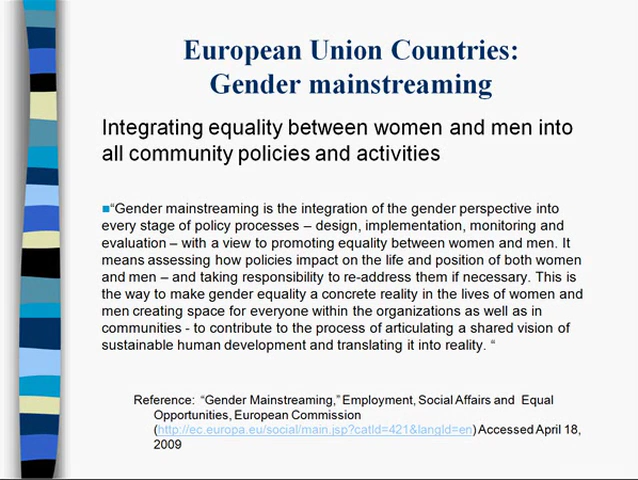 European Union Countries:
Gender mainstreaming
Integrating equality between women and men into
all community policies and activities
“Gender mainstreaming is the integration of the gender perspective into
every stage of policy processes – design, implementation, monitoring and
evaluation – with a view to promoting equality between women and men. It
means assessing how policies impact on the life and position of both women
and men – and taking responsibility to re-address them if necessary. This is
the way to make gender equality a concrete reality in the lives of women and
men creating space for everyone within the organizations as well as in
communities - to contribute to the process of articulating a shared vision of
sustainable human development and translating it into reality. “
Reference: “Gender Mainstreaming,” Employment, Social Affairs and Equal
Opportunities, European Commission
(http://ec.europa.eu/social/main.jsp?catId=421&langId=en) Accessed April 18,
2009